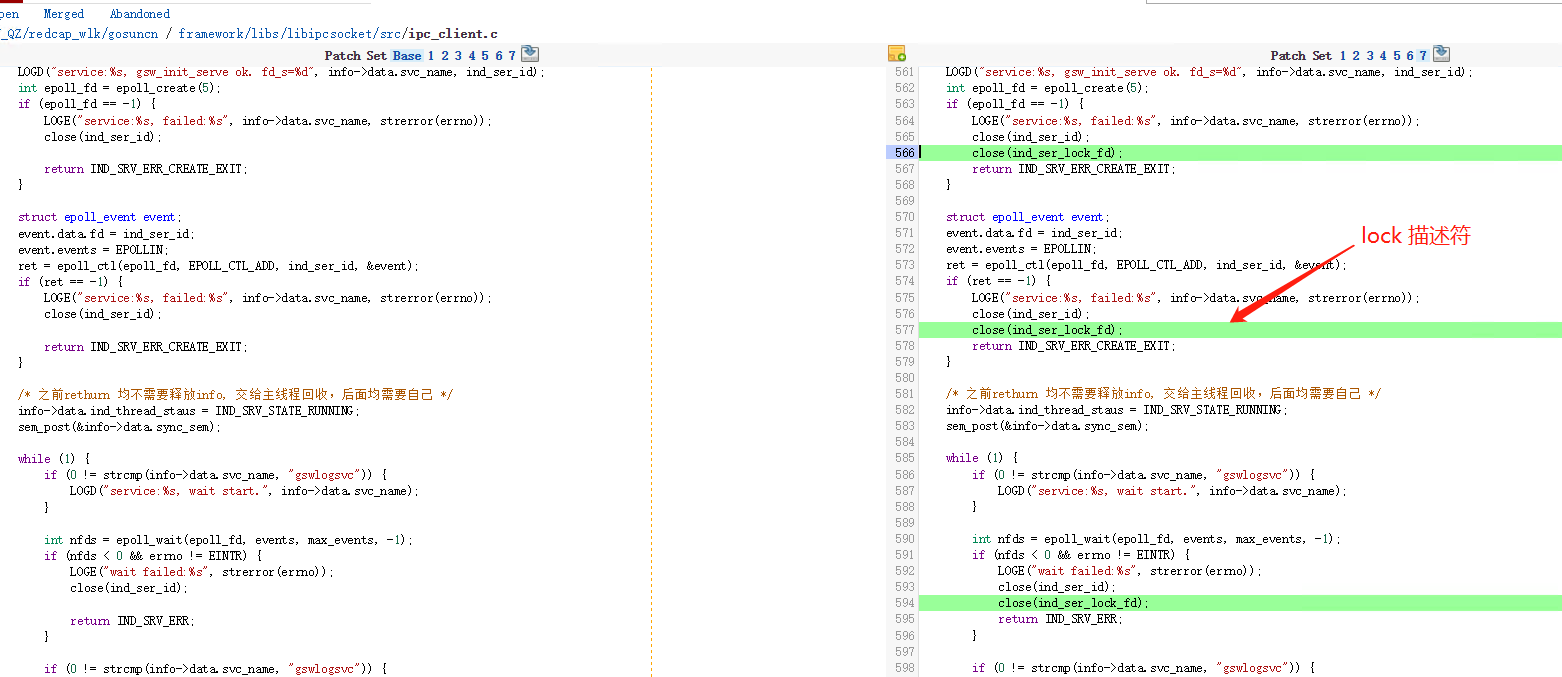 pen Merged Abandoned
_QZ/redcap_wlk/gosuncn / framework/libs/libipcsocket/src/ipc_client.c
Patch Set Base 1 2 3 4 5 6 7
LOGD("service:%s, gsw_init_serve ok. fd_s=%d", info->data.svc_name, ind_ser_id);
int epoll_fd = epoll_create(5);
if (epoll_fd == -1) {
LOGE("service:%s, failed:%s", info->data.svc_name, strerror(errno));
close(ind_ser_id);
return IND_SRV_ERR_CREATE_EXIT;
}
struct epoll_event event;
event.data.fd = ind_ser_id;
event.events = EPOLLIN;
ret = epoll_ctl(epoll_fd, EPOLL_CTL_ADD, ind_ser_id, &event);
if (ret == -1) {
LOGE("service:%s, failed:%s", info->data.svc_name, strerror(errno));
close(ind_ser_id);
return IND_SRV_ERR_CREATE_EXIT;
}
/* 之前rethurn 均不需要释放info, 交给主线程回收，后面均需要自己 */
info->data.ind_thread_staus = IND_SRV_STATE_RUNNING;
sem_post(&info->data.sync_sem);
while (1) {
if (0 != strcmp(info->data.svc_name, "gswlogsvc")) {
LOGD("service:%s, wait start.", info->data.svc_name);
}
int nfds = epoll_wait(epoll_fd, events, max_events, -1);
if (nfds < 0 && errno != EINTR) {
LOGE("wait failed:%s", strerror(errno));
close(ind_ser_id);
return IND_SRV_ERR;
}
if (0 != strcmp(info->data.svc_name, "gswlogsvc")) {
Patch Set 1 2 3 4 5 6 7
561 LOGD("service:%s, gsw_init_serve ok. fd_s=%d", info->data.svc_name, ind_ser_id);
562 int epoll_fd = epoll_create(5);
563 if (epoll_fd == -1) {
564 LOGE("service:%s, failed:%s", info->data.svc_name, strerror(errno));
565 close(ind_ser_id);
566 close(ind_ser_lock_fd);
567 return IND_SRV_ERR_CREATE_EXIT;
568 }
569
570 struct epoll_event event;
571 event.data.fd = ind_ser_id;
572 event.events = EPOLLIN;
573 ret = epoll_ctl(epoll_fd, EPOLL_CTL_ADD, ind_ser_id, &event);
574 if (ret == -1) {
575 LOGE("service:%s, failed:%s", info->data.svc_name, strerror(errno));
576 close(ind_ser_id);
577 close(ind_ser_lock_fd);
578 return IND_SRV_ERR_CREATE_EXIT;
579 }
580
581 /* 之前rethurn 均不需要释放info, 交给主线程回收，后面均需要自己 */
582 info->data.ind_thread_staus = IND_SRV_STATE_RUNNING;
583 sem_post(&info->data.sync_sem);
584
585 while (1) {
586 if (0 != strcmp(info->data.svc_name, "gswlogsvc")) {
587 LOGD("service:%s, wait start.", info->data.svc_name);
588 }
589
590 int nfds = epoll_wait(epoll_fd, events, max_events, -1);
591 if (nfds < 0 && errno != EINTR) {
592 LOGE("wait failed:%s", strerror(errno));
593 close(ind_ser_id);
594 close(ind_ser_lock_fd);
595 return IND_SRV_ERR;
596 }
597
598 if (0 != strcmp(info->data.svc_name, "gswlogsvc")) {
lock 描述符